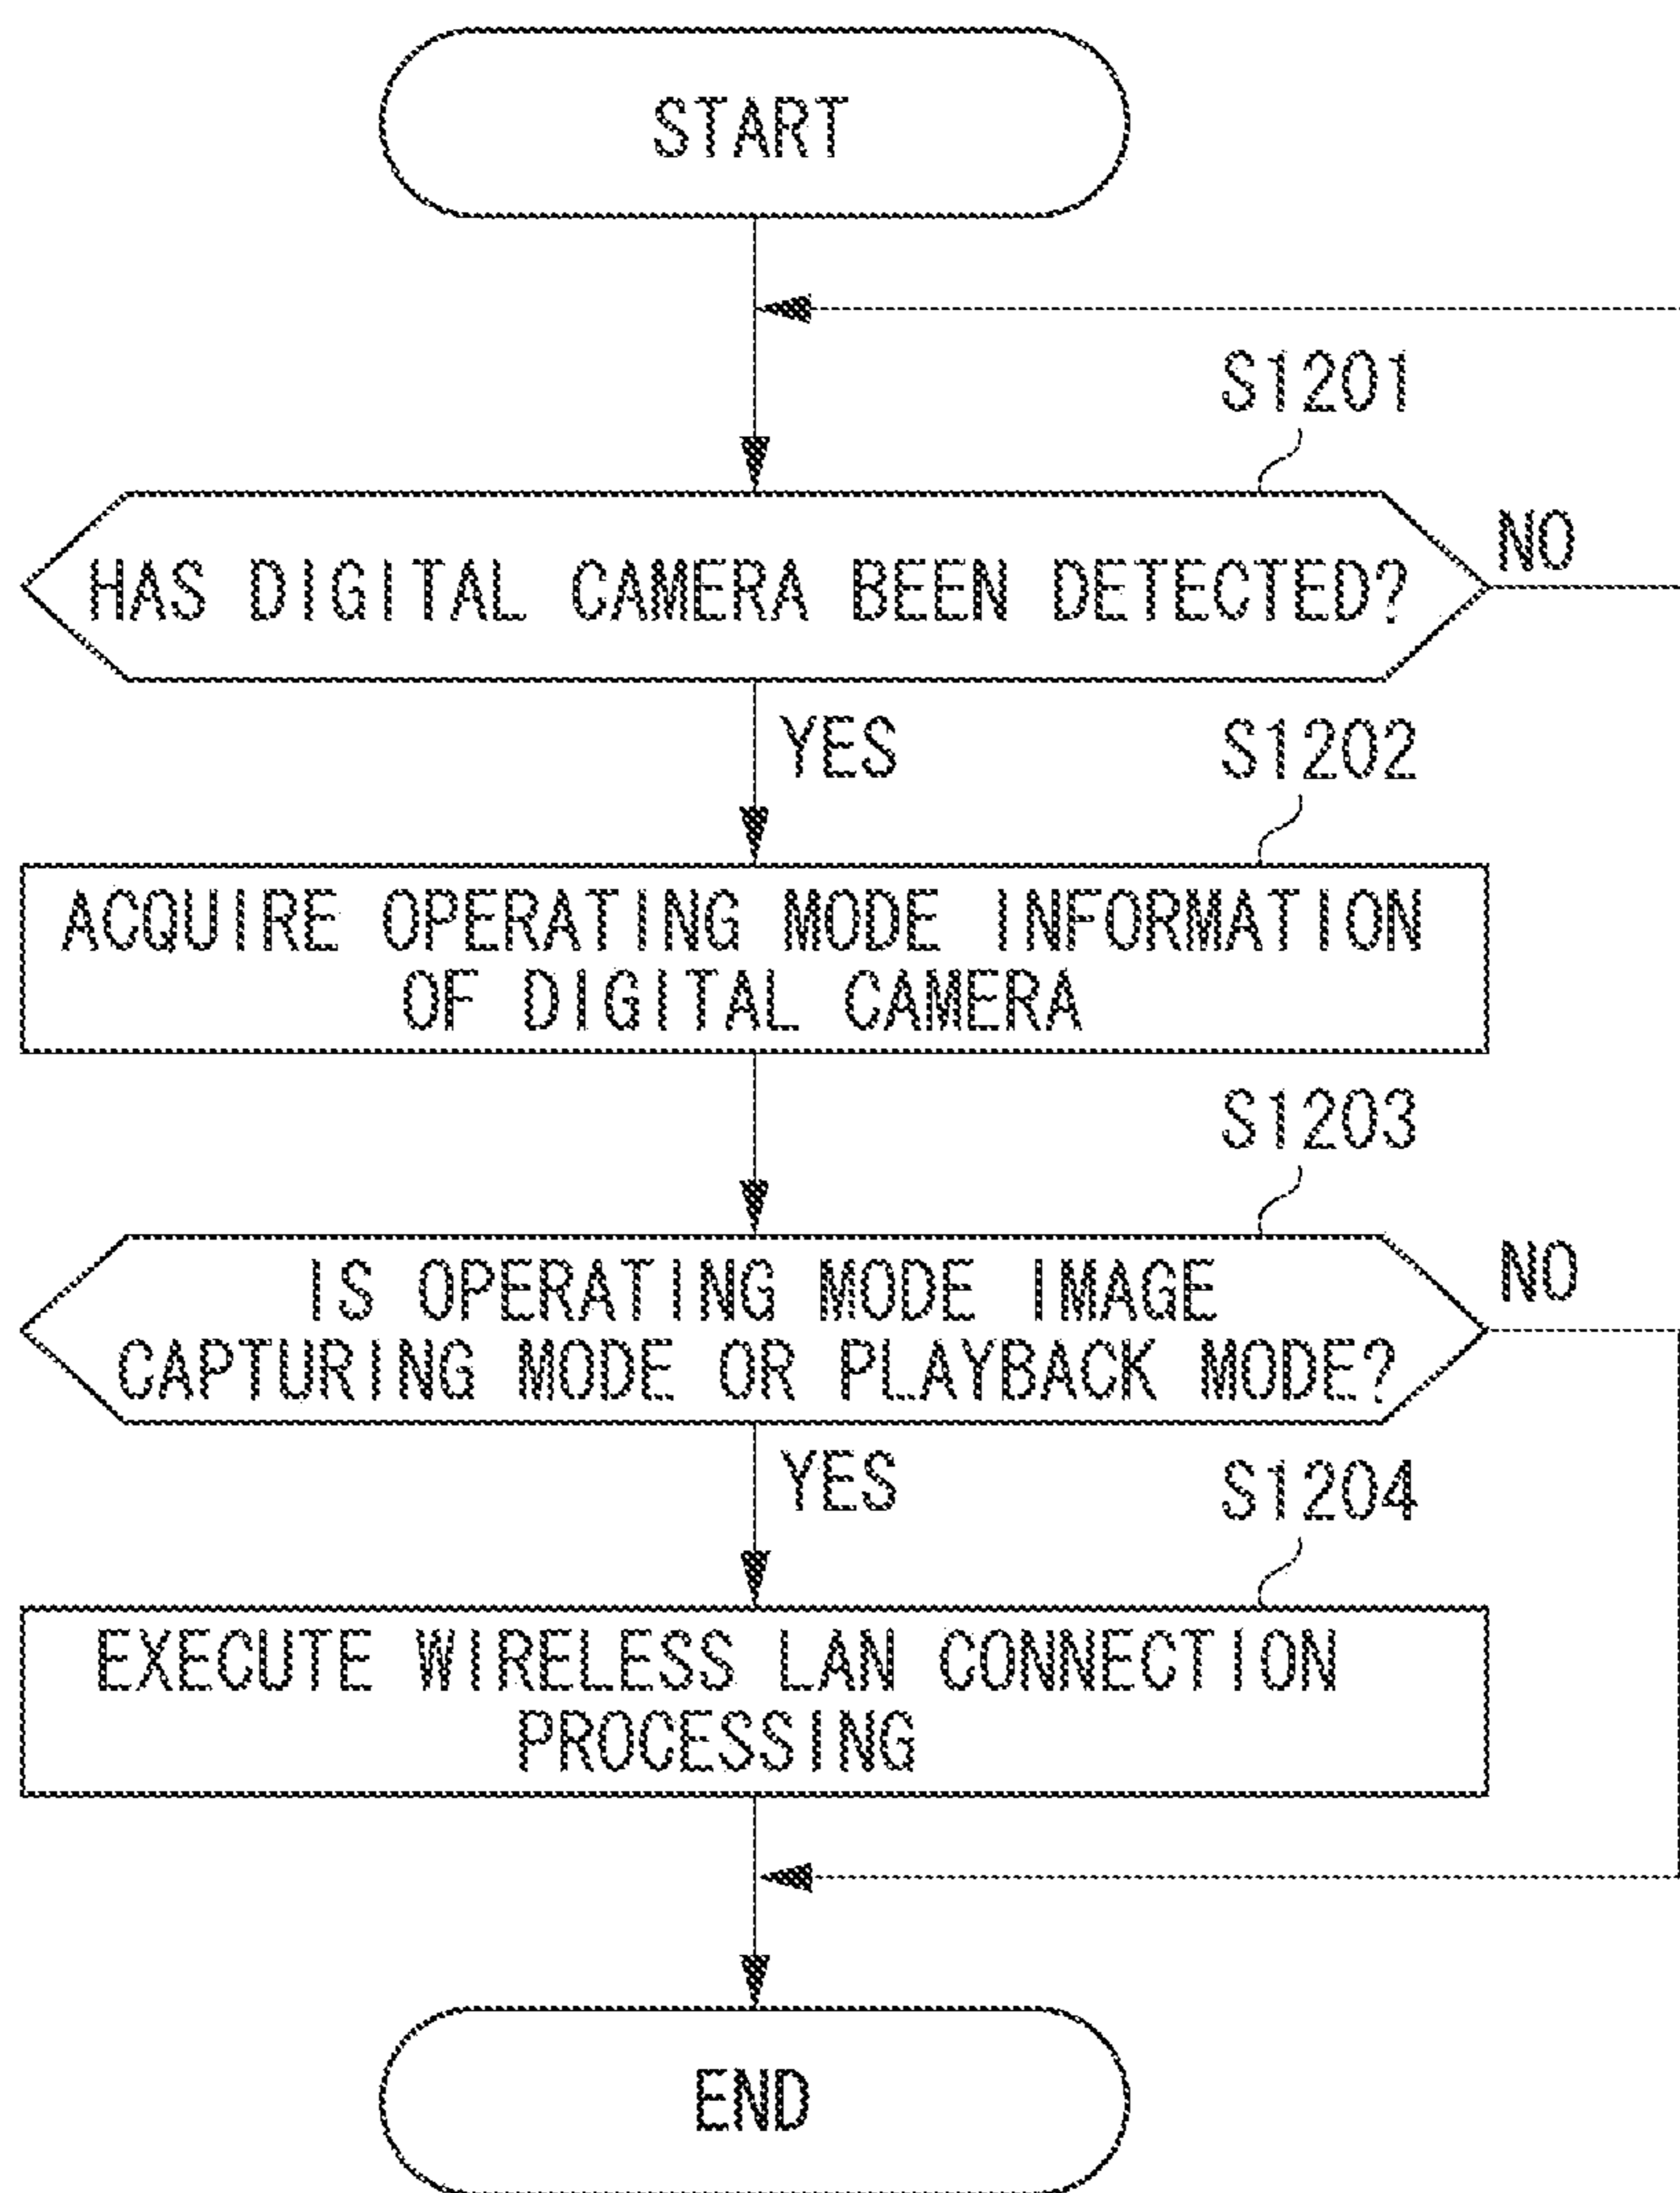 START
S1201
HAS DIGITAL CAMERA BEEN DETECTED?
NO
YES
S1202
ACQUIRE OPERATING MODE INFORMATION
OF DIGITAL CAMERA
S1203
IS OPERATING MODE IMAGE
CAPTURING MODE OR PLAYBACK MODE?
NO
YES
S1204
EXECUTE WIRELESS LAN CONNECTION
PROCESSING
END